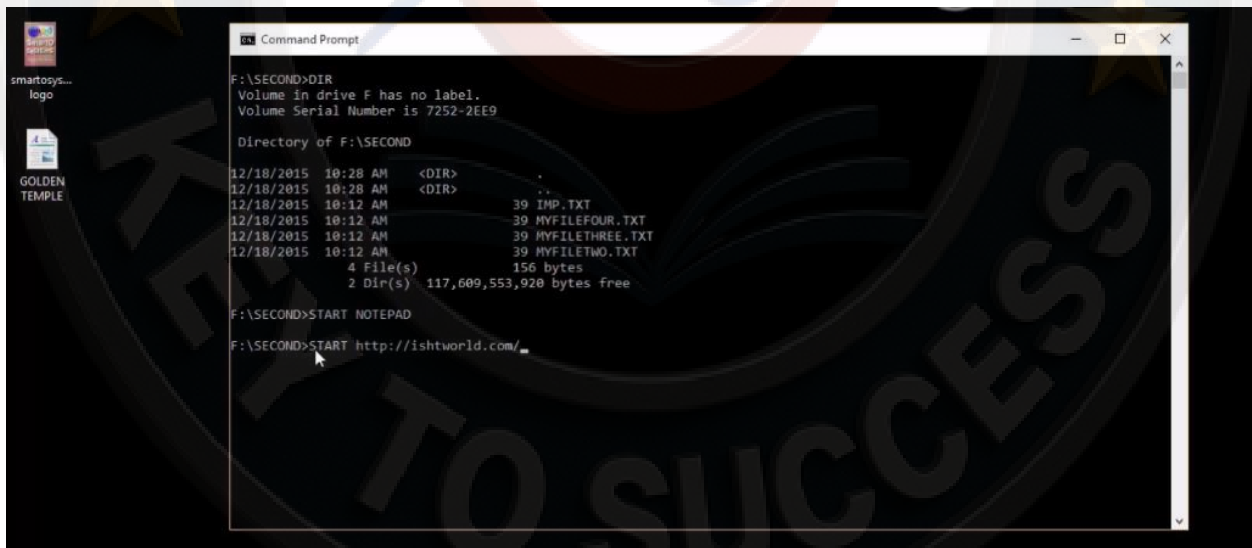 smartosys...
logo
GOLDEN
TEMPLE
Command Prompt
F:\SECOND>DIR
Volume in drive F has no label.
Volume Serial Number is 7252-2EE9
Directory of F:\SECOND
12/18/2015 10:28 AM <DIR> .
12/18/2015 10:28 AM <DIR> ..
12/18/2015 10:12 AM 39 IMP.TXT
12/18/2015 10:12 AM 39 MYFILEFOUR.TXT
12/18/2015 10:12 AM 39 MYFILETHREE.TXT
12/18/2015 10:12 AM 39 MYFILETWO.TXT
4 File(s) 156 bytes
2 Dir(s) 117,609,553,920 bytes free
F:\SECOND>START NOTEPAD
F:\SECOND>START http://ishtworld.com/_
KEY TO SUCCESS